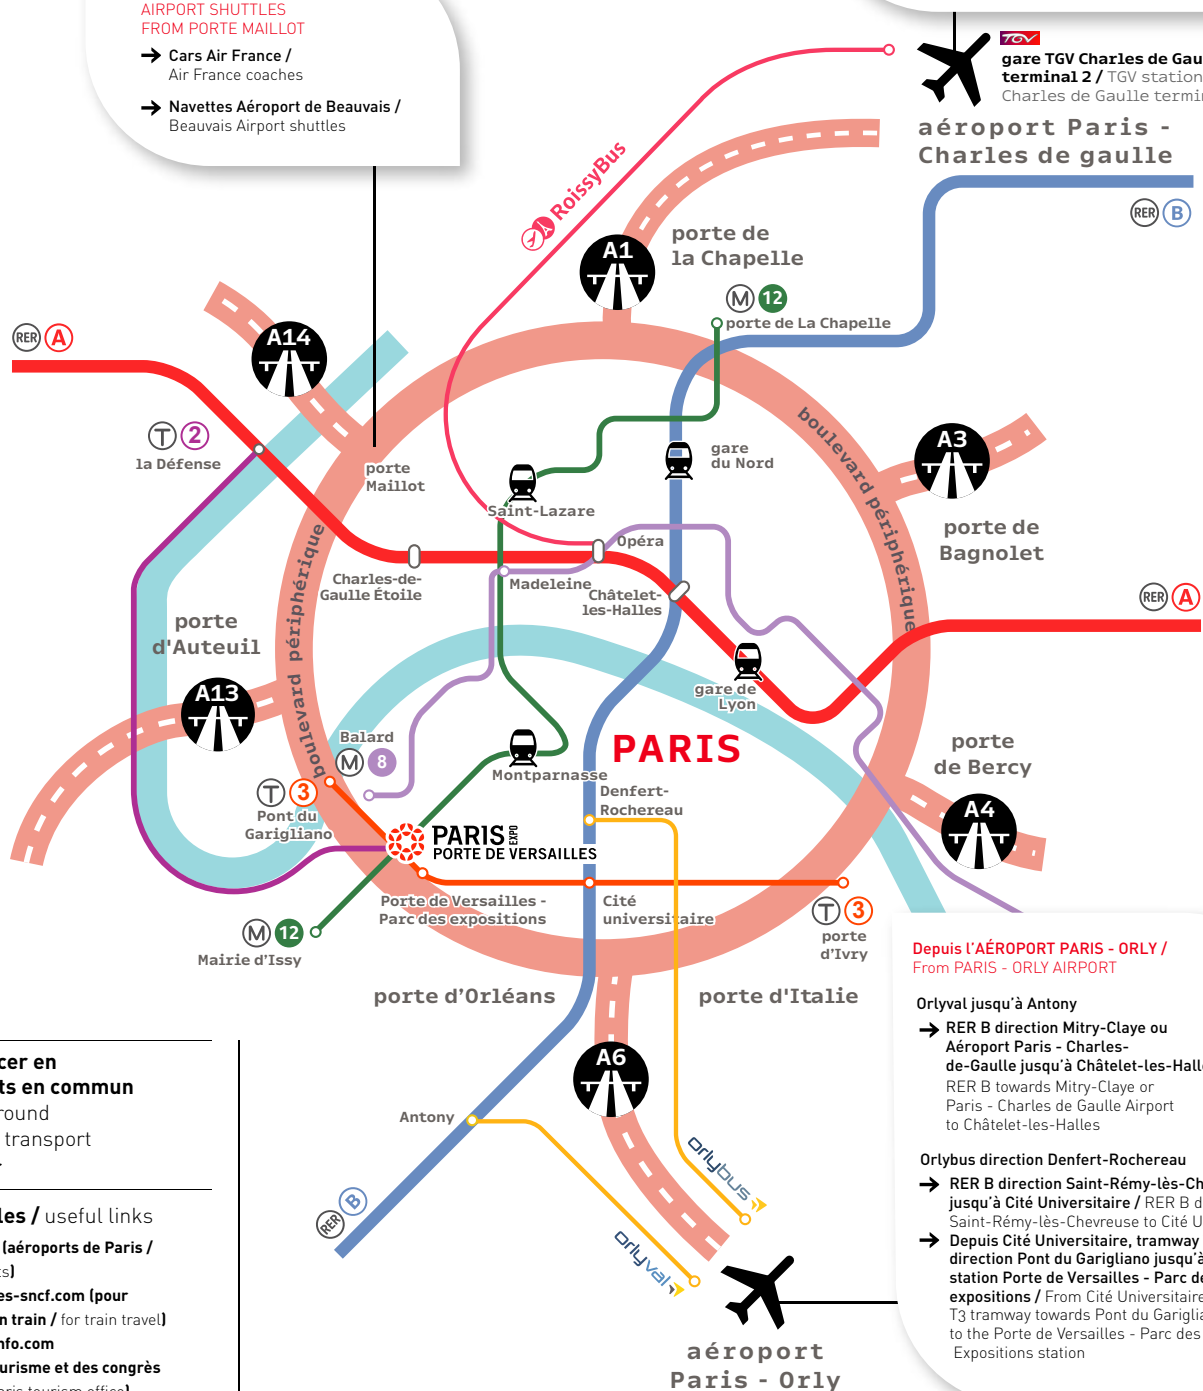 AIRPORT SHUTTLES
FROM PORTE MAILLOT
Cars Air France /
Air France coaches
Navettes Aéroport de Beauvais /
Beauvais Airport shuttles
TGV
gare TGV Charles de Gau
terminal 2 / TGV station
Charles de Gaulle termin
aéroport Paris -
Charles de gaulle
RER B
RoissyBus
A1
porte de
la Chapelle
M 12
porte de La Chapelle
RER A
A14
T 2
la Défense
porte
Maillot
gare
du Nord
boulevard périphérique
A3
porte de
Bagnolet
Saint-Lazare
Opéra
Charles-de-
Gaulle Étoile
Madeleine
Châtelet-
les-Halles
RER A
boulevard périphérique
porte
d'Auteuil
A13
gare de
Lyon
PARIS
Balard
M 8
Montparnasse
porte
de Bercy
A4
T 3
Pont du
Garigliano
Denfert-
Rochereau
PARIS EXPO
PORTE DE VERSAILLES
Porte de Versailles -
Parc des expositions
Cité
universitaire
T 3
porte
d'Ivry
M 12
Mairie d'Issy
porte d'Orléans
porte d'Italie
A6
Antony
RER B
orlybus
orlyval
aéroport
Paris - Orly
Depuis l'AÉROPORT PARIS - ORLY /
From PARIS - ORLY AIRPORT
Orlyval jusqu'à Antony
RER B direction Mitry-Claye ou
Aéroport Paris - Charles-
de-Gaulle jusqu'à Châtelet-les-Hall
RER B towards Mitry-Claye or
Paris - Charles de Gaulle Airport
to Châtelet-les-Halles
Orlybus direction Denfert-Rochereau
RER B direction Saint-Rémy-lès-Ch
jusqu'à Cité Universitaire / RER B d
Saint-Rémy-lès-Chevreuse to Cité U
Depuis Cité Universitaire, tramway
direction Pont du Garigliano jusqu'à
station Porte de Versailles - Parc de
expositions / From Cité Universitaire
T3 tramway towards Pont du Gariglia
to the Porte de Versailles - Parc des
Expositions station
cer en
ts en commun
round
transport
les / useful links
(aéroports de Paris /
ts)
es-sncf.com (pour
n train / for train travel)
nfo.com
urisme et des congrès
aris tourism office)